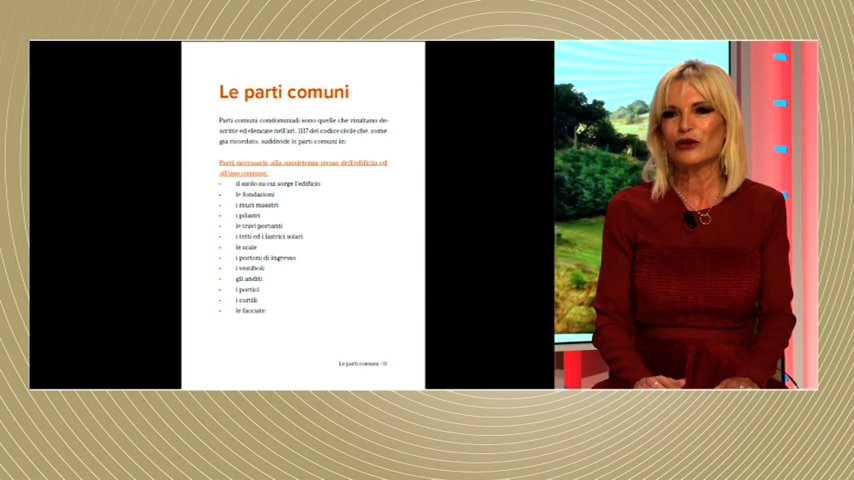 Le parti comuni
Parti comuni condominiali sono quelle che risultano de-
scritte ed elencate nell'art. 1117 del codice civile che, come
già ricordato, suddivide le parti comuni in:
Parti necessarie alla sussistenza stessa dell'edificio ed
all'uso comune:
• il suolo su cui sorge l'edificio
• le fondazioni
• i muri maestri
• i pilastri
• le travi portanti
• i tetti ed i lastrici solari
• le scale
• i portoni di ingresso
• i vestiboli
• gli anditi
• i portici
• i cortili
• le facciate
Le parti comuni |